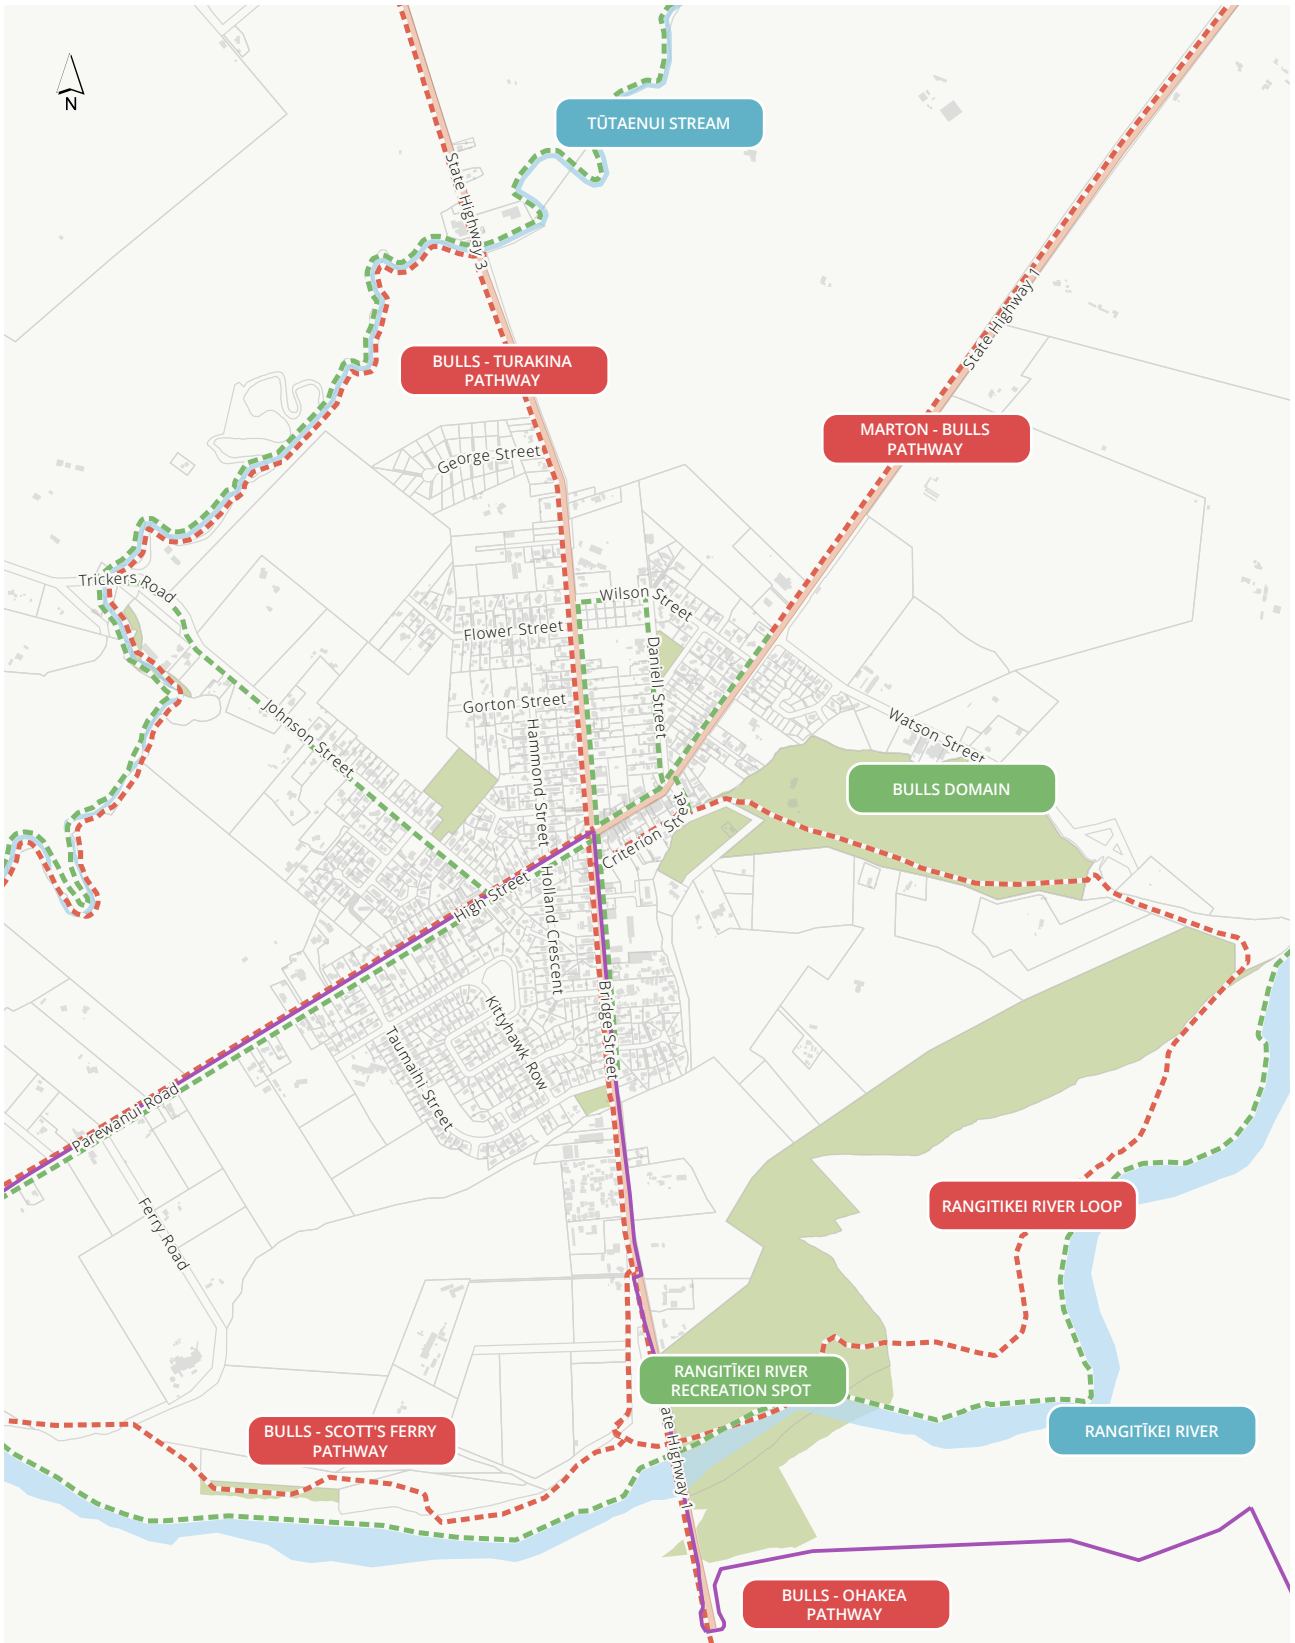 N
TŪTAENUI STREAM
State Highway 3
State Highway 1
BULLS - TURAKINA
PATHWAY
MARTON - BULLS
PATHWAY
George Street
Trickers Road
Wilson Street
Flower Street
Daniell Street
Gorton Street
Johnson Street
Hammond Street
Watson Street
BULLS DOMAIN
Criterion Street
High Street
Holland Crescent
Bridge Street
Kittyhawk Row
Taumaihi Street
Parewanui Road
Ferry Road
RANGITIKEI RIVER LOOP
RANGITĪKEI RIVER
RECREATION SPOT
BULLS - SCOTT'S FERRY
PATHWAY
RANGITĪKEI RIVER
ate Highway 1
BULLS - OHAKEA
PATHWAY